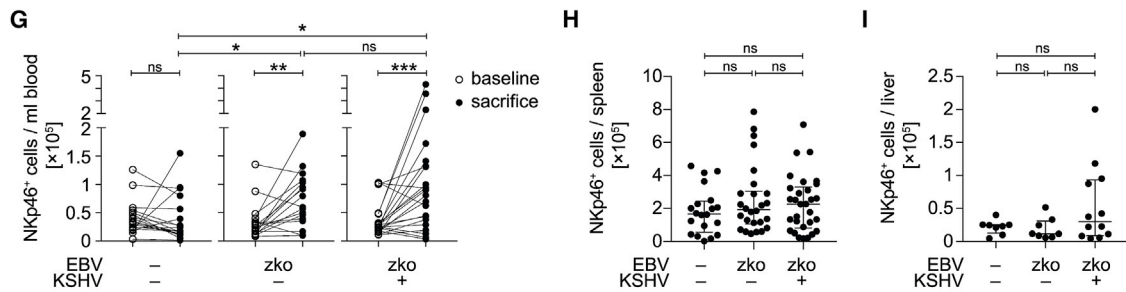 G
H
I
*
*
ns
ns
**
***
NKp46⁺ cells / ml blood
[×10⁵]
5
2
2
1.5
1
0.5
0
baseline
sacrifice
EBV – zko zko
KSHV – – +
ns
ns ns
NKp46⁺ cells / spleen
[×10⁵]
10
8
6
4
2
0
EBV – zko zko
KSHV – – +
ns
ns ns
NKp46⁺ cells / liver
[×10⁵]
2.5
2
1.5
1
0.5
0
EBV – zko zko
KSHV – – +